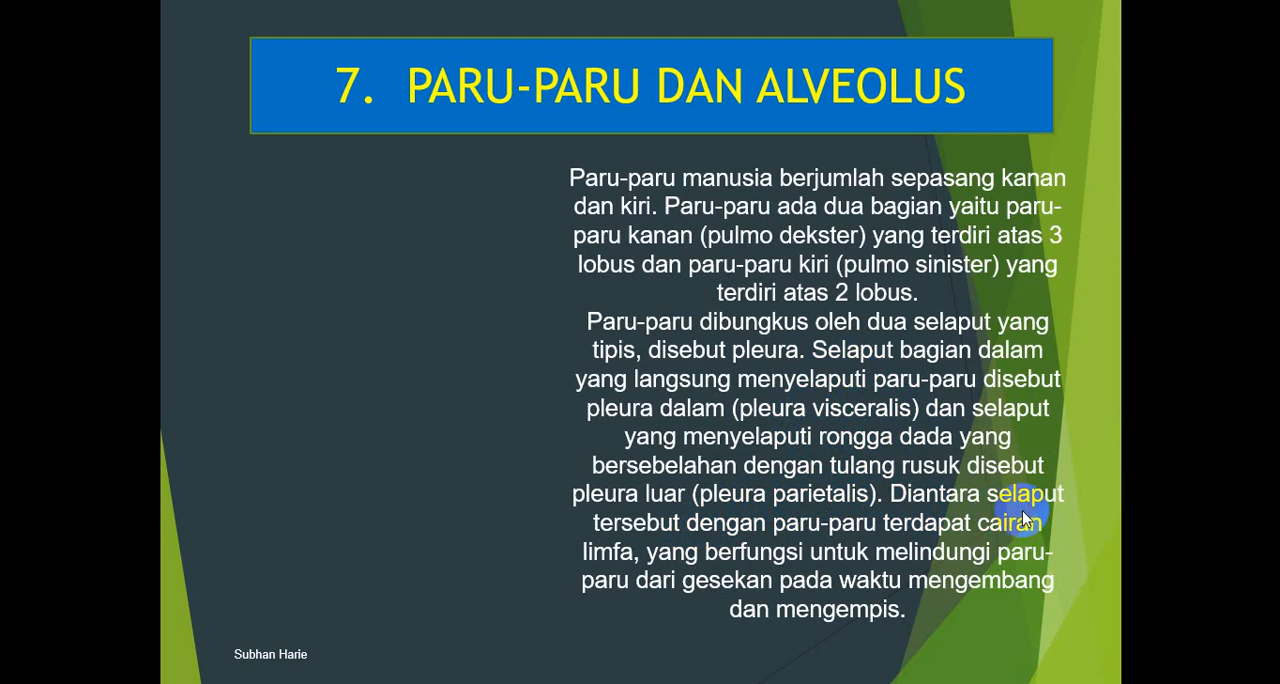 7. PARU-PARU DAN ALVEOLUS
Paru-paru manusia berjumlah sepasang kanan
dan kiri. Paru-paru ada dua bagian yaitu paru-
paru kanan (pulmo dekster) yang terdiri atas 3
lobus dan paru-paru kiri (pulmo sinister) yang
terdiri atas 2 lobus.
Paru-paru dibungkus oleh dua selaput yang
tipis, disebut pleura. Selaput bagian dalam
yang langsung menyelaputi paru-paru disebut
pleura dalam (pleura visceralis) dan selaput
yang menyelaputi rongga dada yang
bersebelahan dengan tulang rusuk disebut
pleura luar (pleura parietalis). Diantara selaput
tersebut dengan paru-paru terdapat cairan
limfa, yang berfungsi untuk melindungi paru-
paru dari gesekan pada waktu mengembang
dan mengempis.
Subhan Harie